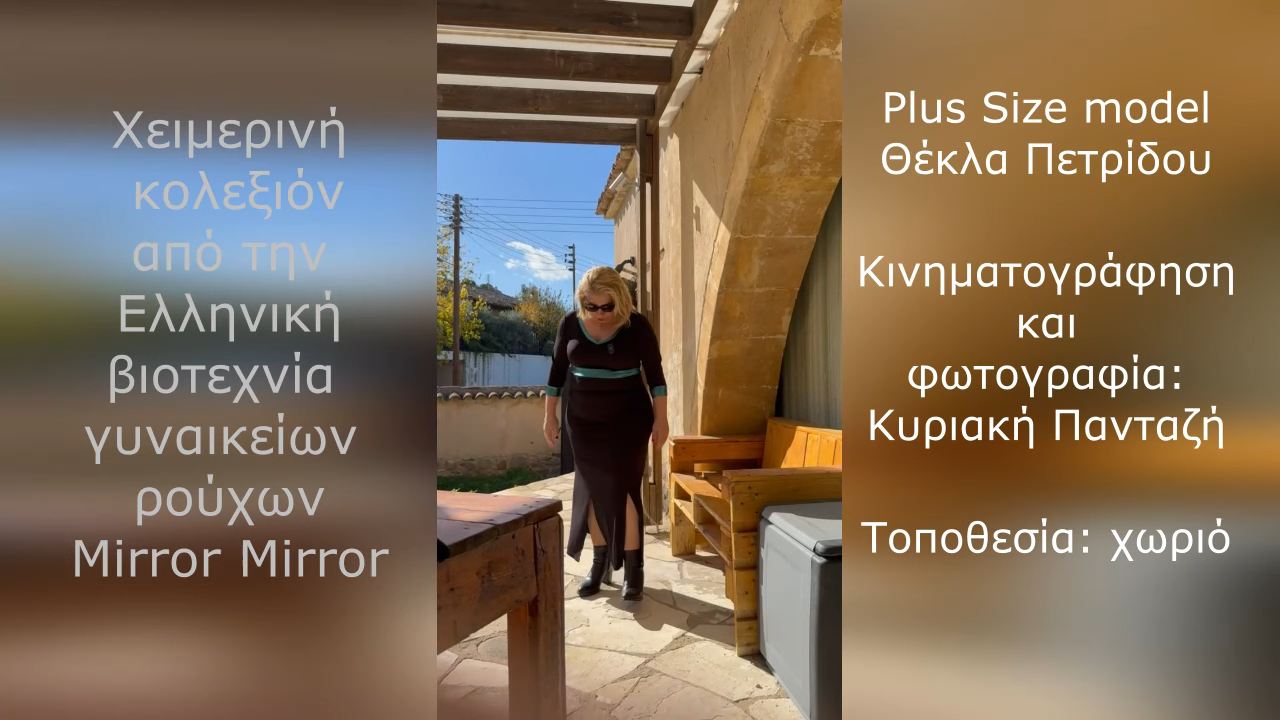 Χειμερινή
κολεξιόν
από την
Ελληνική
βιοτεχνία
γυναικείων
ρούχων
Mirror Mirror
Plus Size model
Θέκλα Πετρίδου
Κινηματογράφηση
και
φωτογραφία:
Κυριακή Πανταζή
Τοποθεσία: χωριό